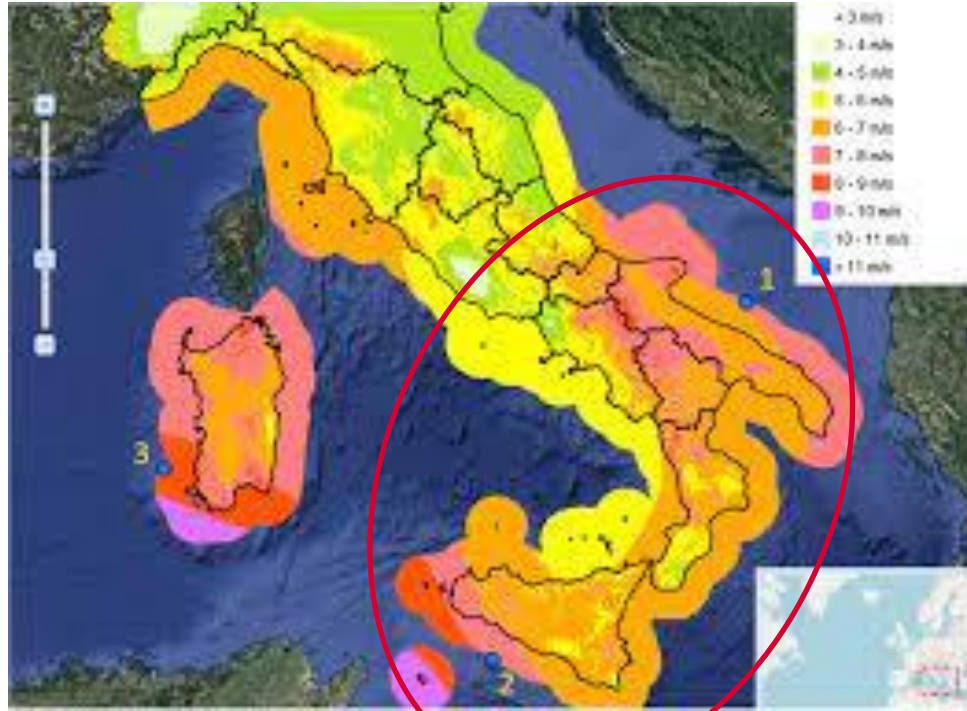 < 3 m/s
3 - 4 m/s
4 - 5 m/s
5 - 6 m/s
6 - 7 m/s
7 - 8 m/s
8 - 9 m/s
9 - 10 m/s
10 - 11 m/s
> 11 m/s
1
3
2